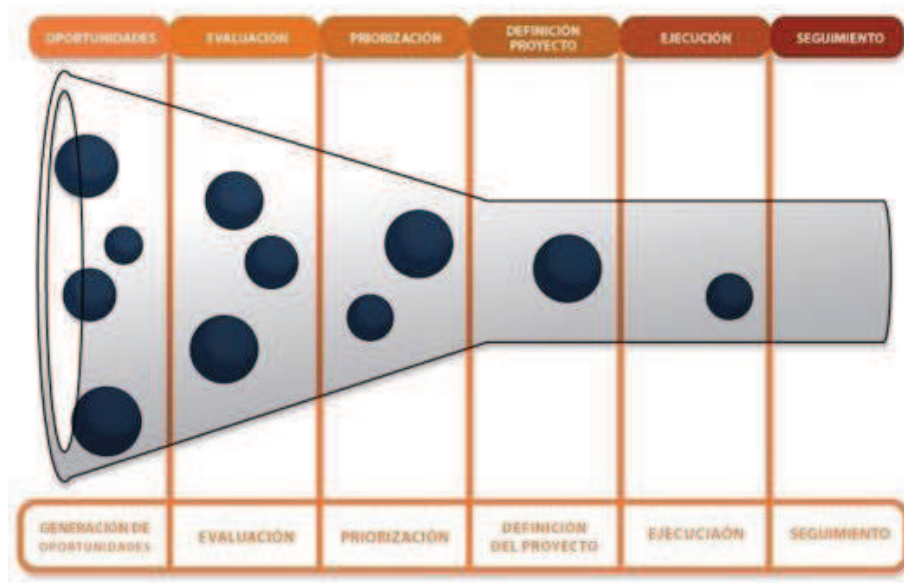 OPORTUNIDADES
EVALUACIÓN
PRIORIZACIÓN
DEFINICIÓN
PROYECTO
EJECUCIÓN
SEGUIMIENTO
GENERACIÓN DE
OPORTUNIDADES
EVALUACIÓN
PRIORIZACIÓN
DEFINICIÓN
DEL PROYECTO
EJECUCIAÓN
SEGUIMIENTO